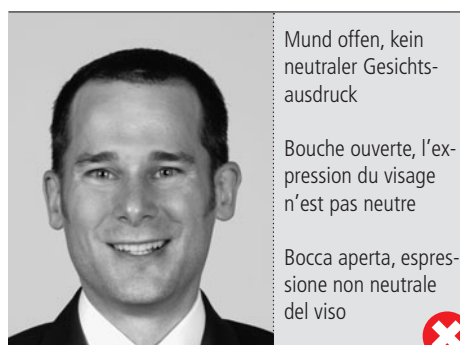 Mund offen, kein
neutraler Gesichts-
ausdruck
Bouche ouverte, l'ex-
pression du visage
n'est pas neutre
Bocca aperta, espres-
sione non neutrale
del viso